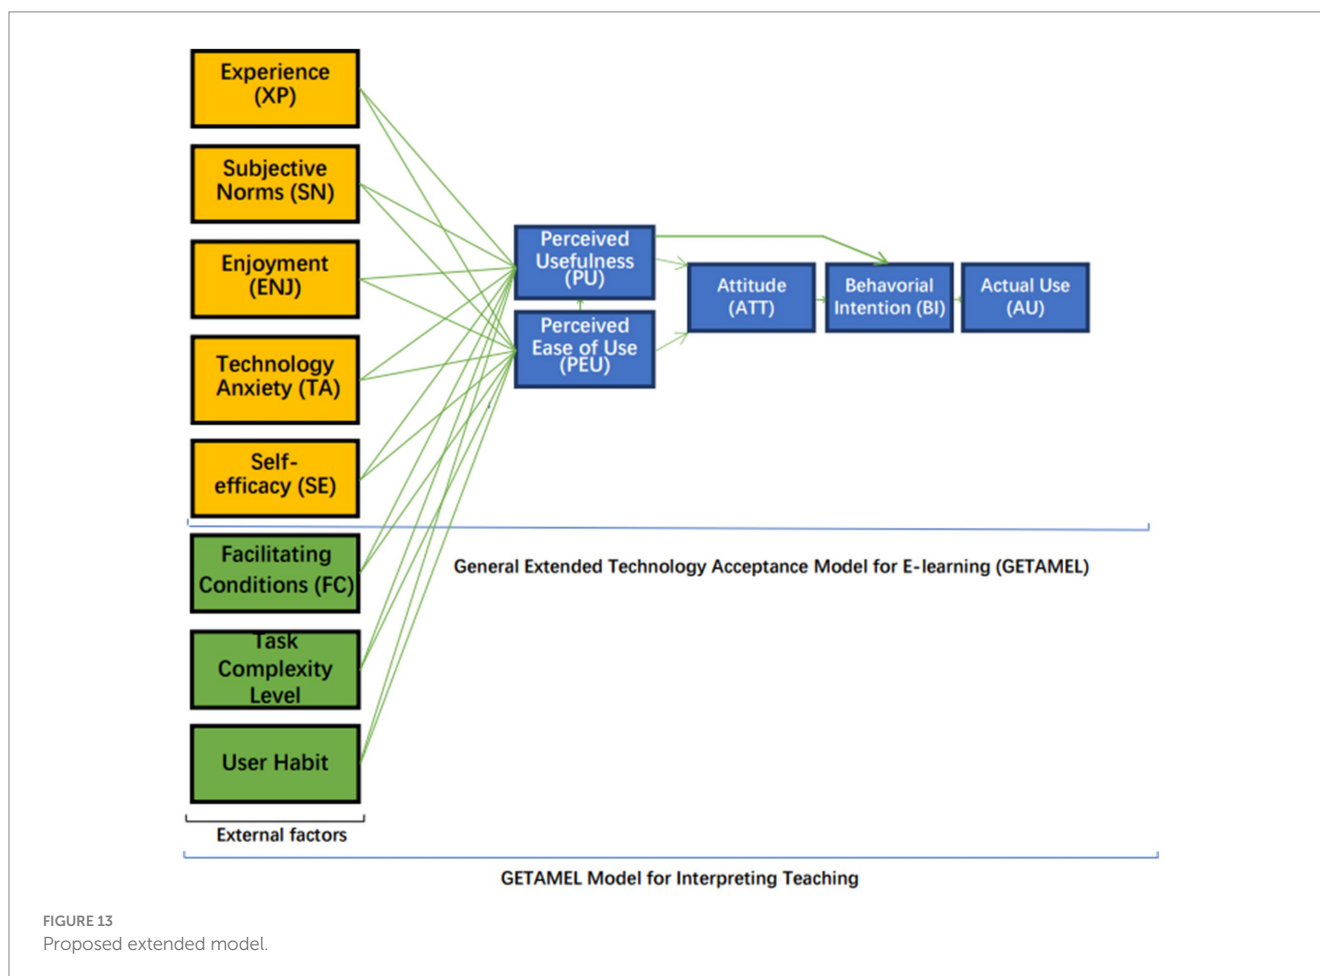 Experience
(XP)
Subjective
Norms (SN)
Enjoyment
(ENJ)
Technology
Anxiety (TA)
Self-
efficacy (SE)
Facilitating
Conditions (FC)
Task
Complexity
Level
User Habit
External factors
Perceived
Usefulness
(PU)
Perceived
Ease of Use
(PEU)
Attitude
(ATT)
Behavorial
Intention (BI)
Actual Use
(AU)
General Extended Technology Acceptance Model for E-learning (GETAMEL)
GETAMEL Model for Interpreting Teaching
FIGURE 13
Proposed extended model.